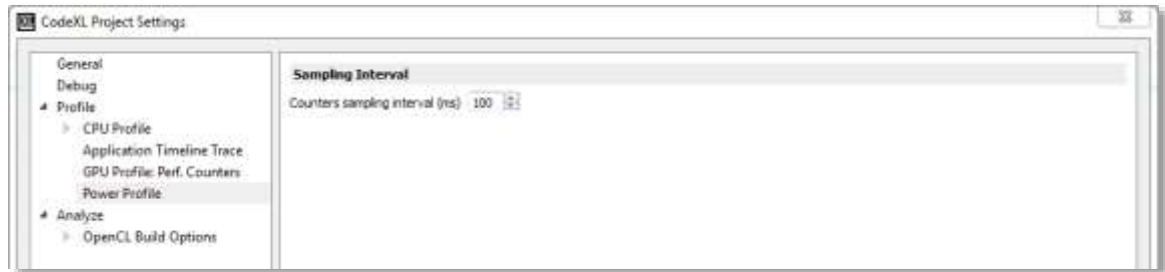 CodeXL Project Settings
General
Debug
Profile
CPU Profile
Application Timeline Trace
GPU Profile: Perf. Counters
Power Profile
Analyze
OpenCL Build Options
Sampling Interval
Counters sampling interval (ms) 100